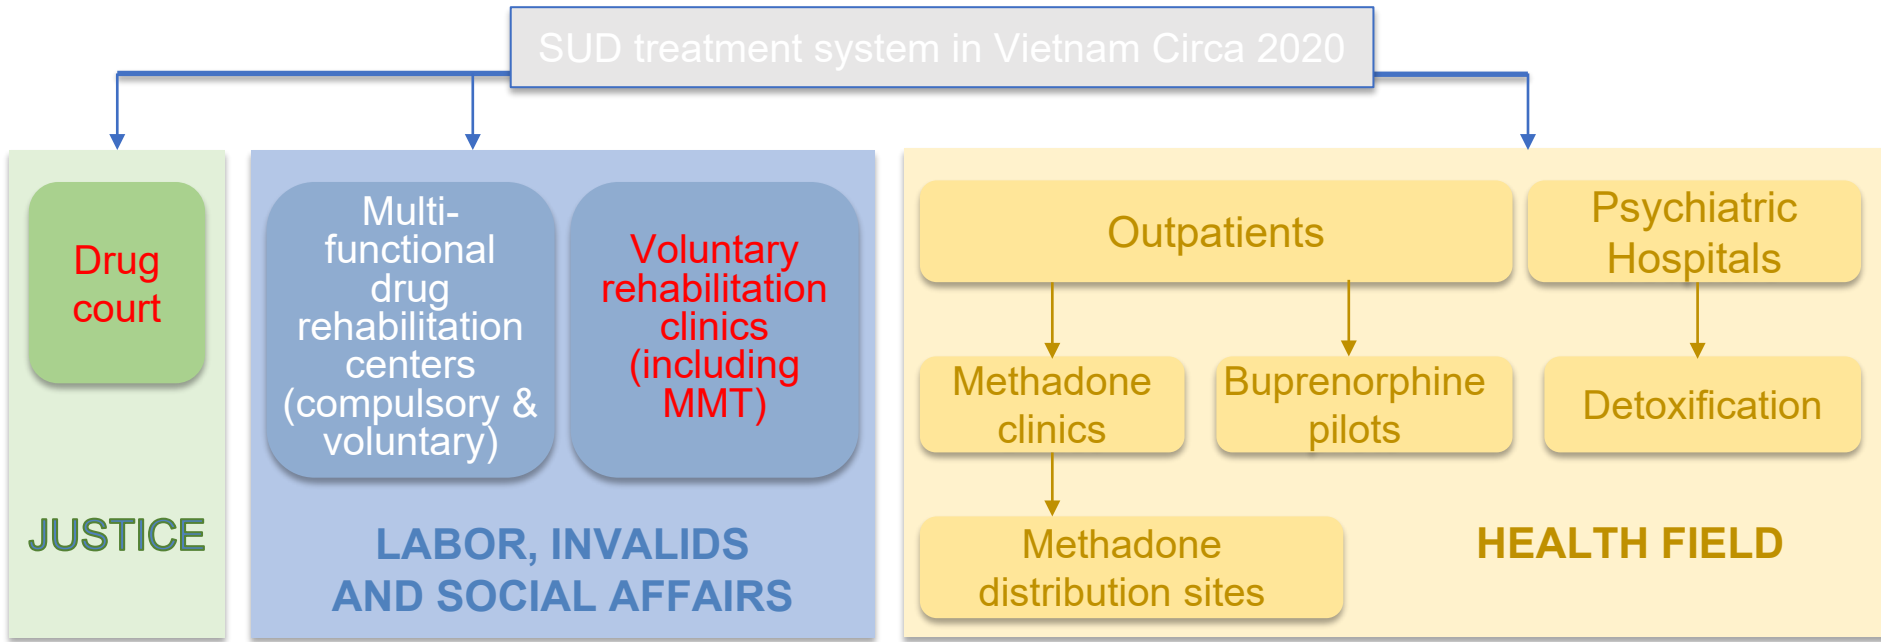 SUD treatment system in Vietnam Circa 2020
Drug
court
JUSTICE
Multi-
functional
drug
rehabilitation
centers
(compulsory &
voluntary)
Voluntary
rehabilitation
clinics
(including
MMT)
LABOR, INVALIDS
AND SOCIAL AFFAIRS
Outpatients
Psychiatric
Hospitals
Methadone
clinics
Buprenorphine
pilots
Detoxification
Methadone
distribution sites
HEALTH FIELD